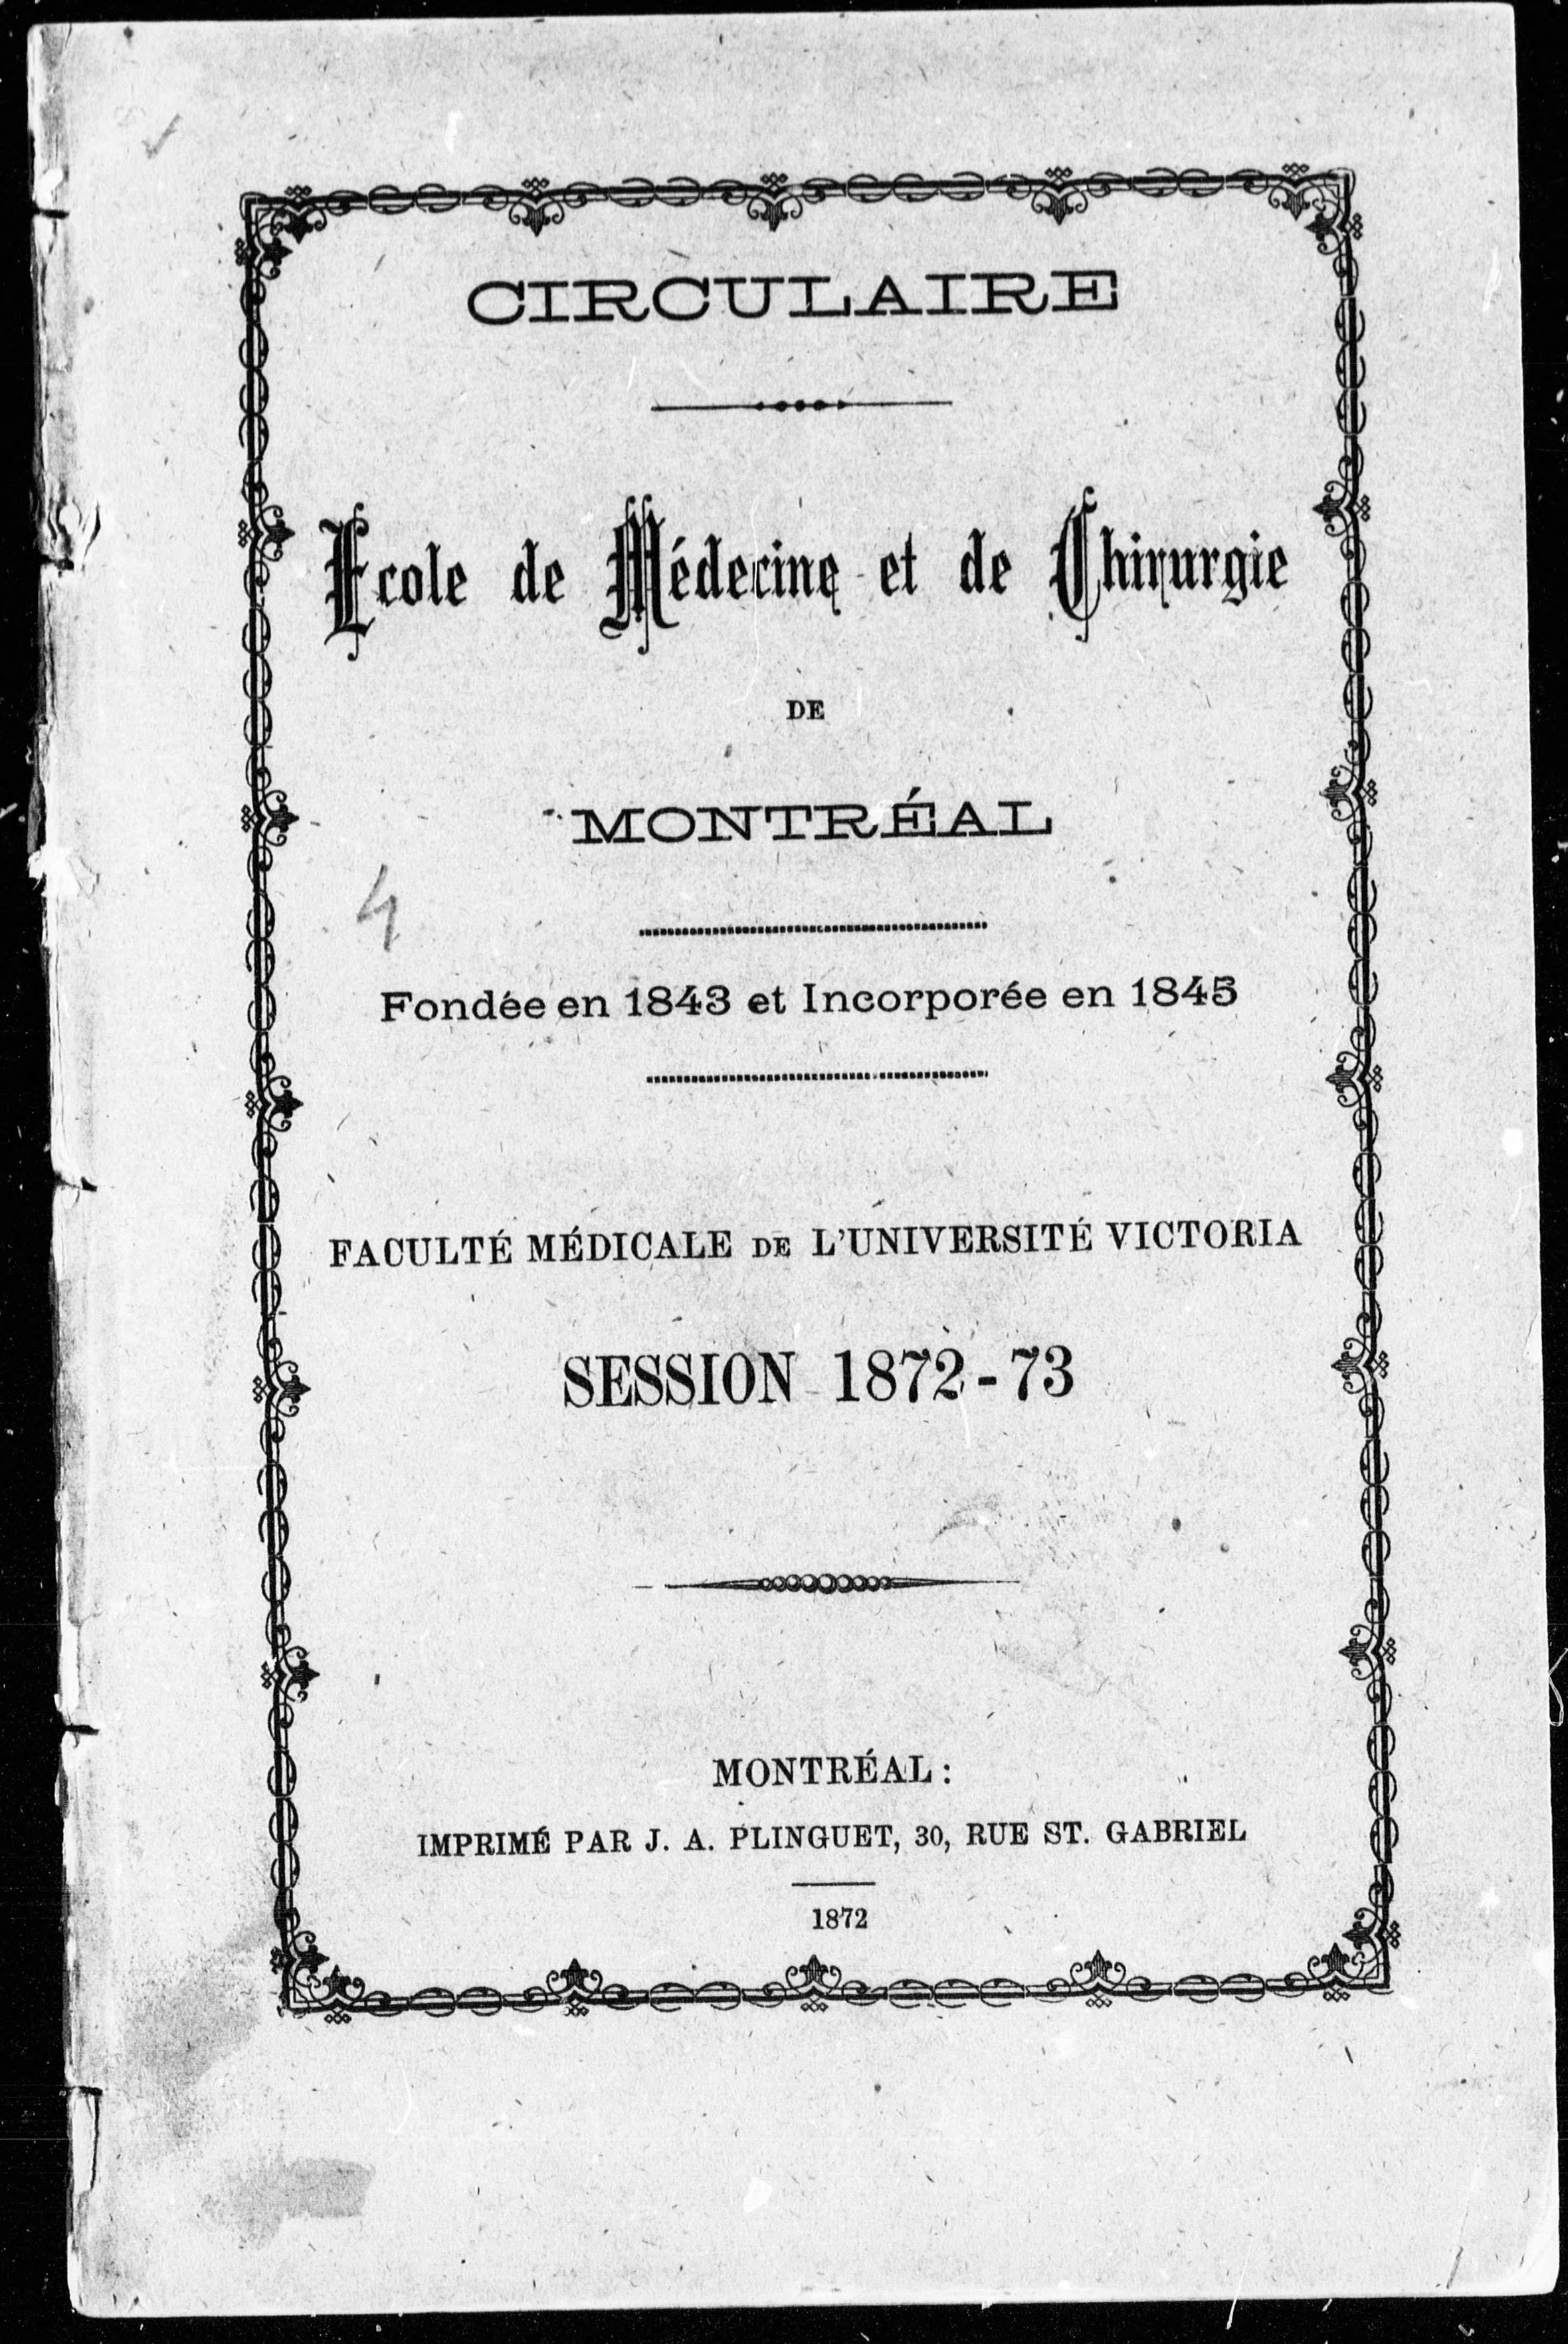 CIRCULAIRE
Ecole de Médecine et de Chirurgie
DE
MONTRÉAL
4
Fondée en 1843 et Incorporée en 1845
FACULTÉ MÉDICALE DE L'UNIVERSITÉ VICTORIA
SESSION 1872-73
MONTRÉAL:
IMPRIMÉ PAR J. A. PLINGUET, 30, RUE ST. GABRIEL
1872